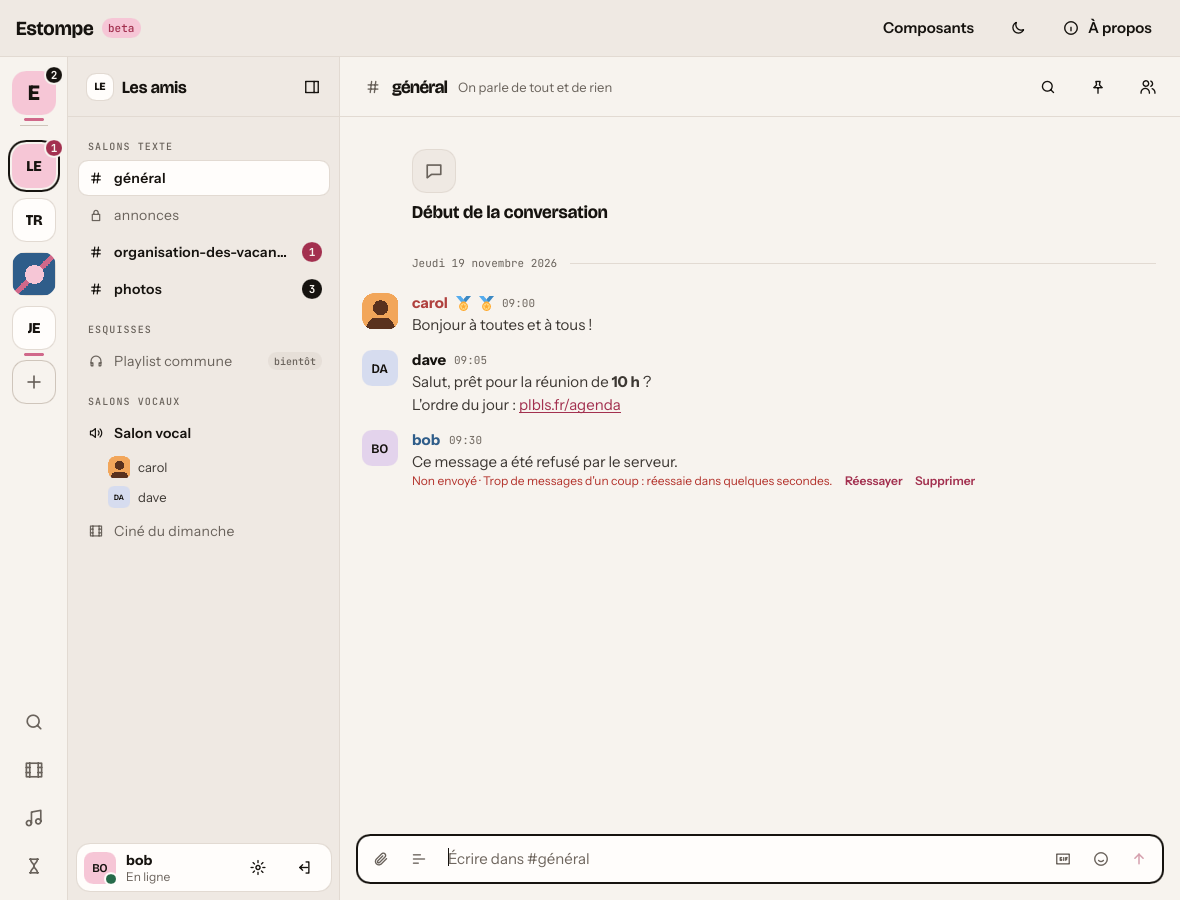 Estompe beta
Composants
À propos
E 2
LE 1
TR
JE
LE Les amis
SALONS TEXTE
# général
annonces
# organisation-des-vacan... 1
# photos 3
ESQUISSES
Playlist commune bientôt
SALONS VOCAUX
Salon vocal
carol
DA dave
Ciné du dimanche
BO bob
En ligne
# général On parle de tout et de rien
Début de la conversation
Jeudi 19 novembre 2026
carol 09:00
Bonjour à toutes et à tous !
DA dave 09:05
Salut, prêt pour la réunion de 10 h ?
L'ordre du jour : plbls.fr/agenda
BO bob 09:30
Ce message a été refusé par le serveur.
Non envoyé · Trop de messages d'un coup : réessaie dans quelques secondes. Réessayer Supprimer
Écrire dans #général
GIF